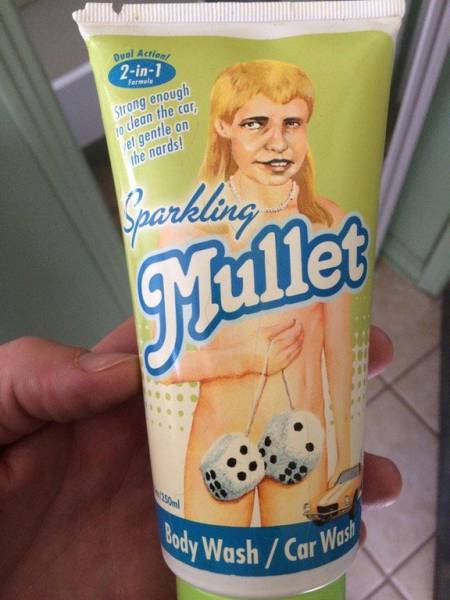 Dual Action!
2-in-1
Formula
Strong enough
to clean the car,
yet gentle on
the nards!
Sparkling
Mullet
250ml
Body Wash / Car Wash